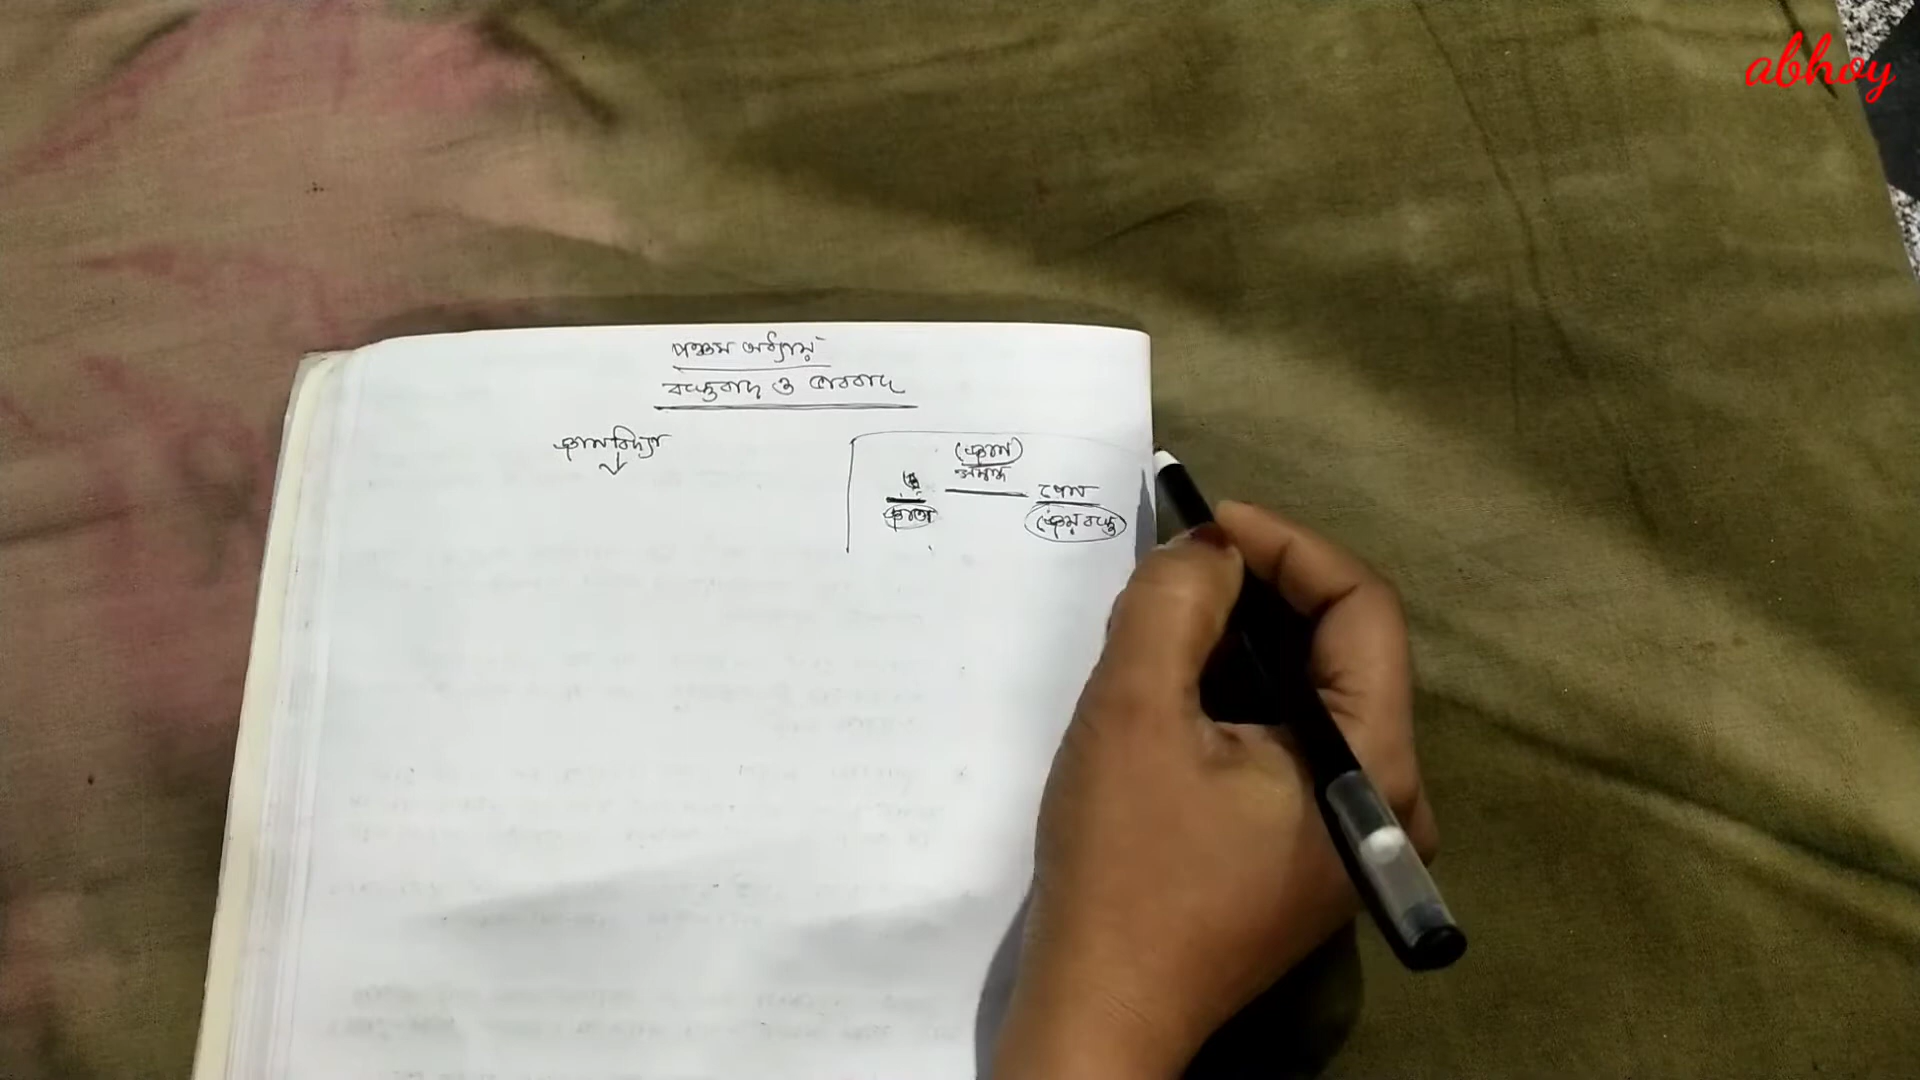 abhoy
পঞ্চম অধ্যায়
বস্তুবাদ ও ভাববাদ
জ্ঞানবিদ্যা
(জ্ঞান)
সম্বন্ধ
পেন
জ্ঞাতা
জ্ঞেয় বস্তু